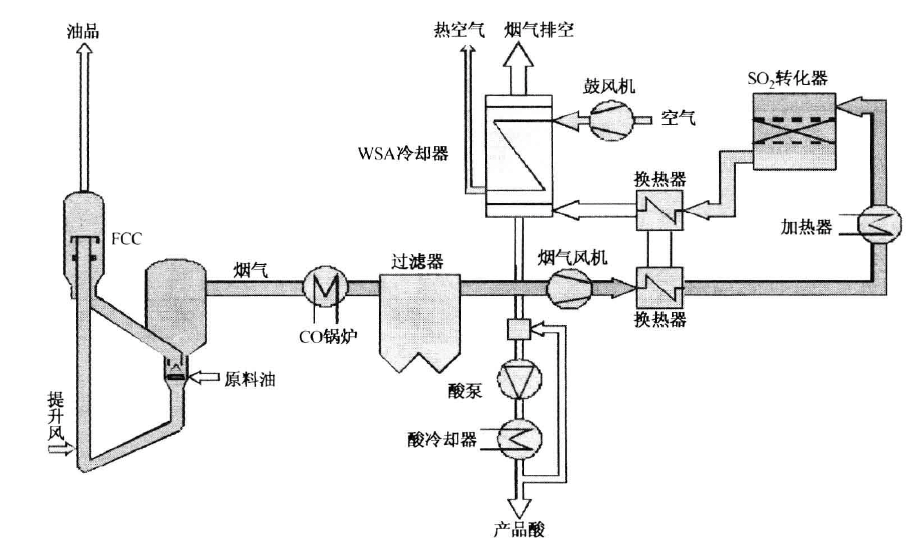 油品
热空气
烟气排空
鼓风机
空气
SO₂转化器
WSA冷却器
换热器
FCC
烟气
过滤器
烟气风机
加热器
CO锅炉
换热器
原料油
提升风
酸泵
酸冷却器
产品酸